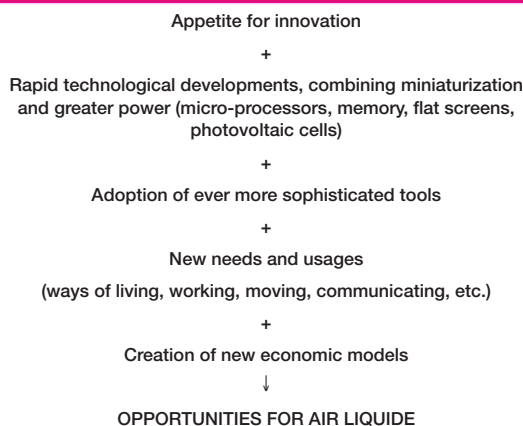 Appetite for innovation
+
Rapid technological developments, combining miniaturization
and greater power (micro-processors, memory, flat screens,
photovoltaic cells)
+
Adoption of ever more sophisticated tools
+
New needs and usages
(ways of living, working, moving, communicating, etc.)
+
Creation of new economic models
↓
OPPORTUNITIES FOR AIR LIQUIDE